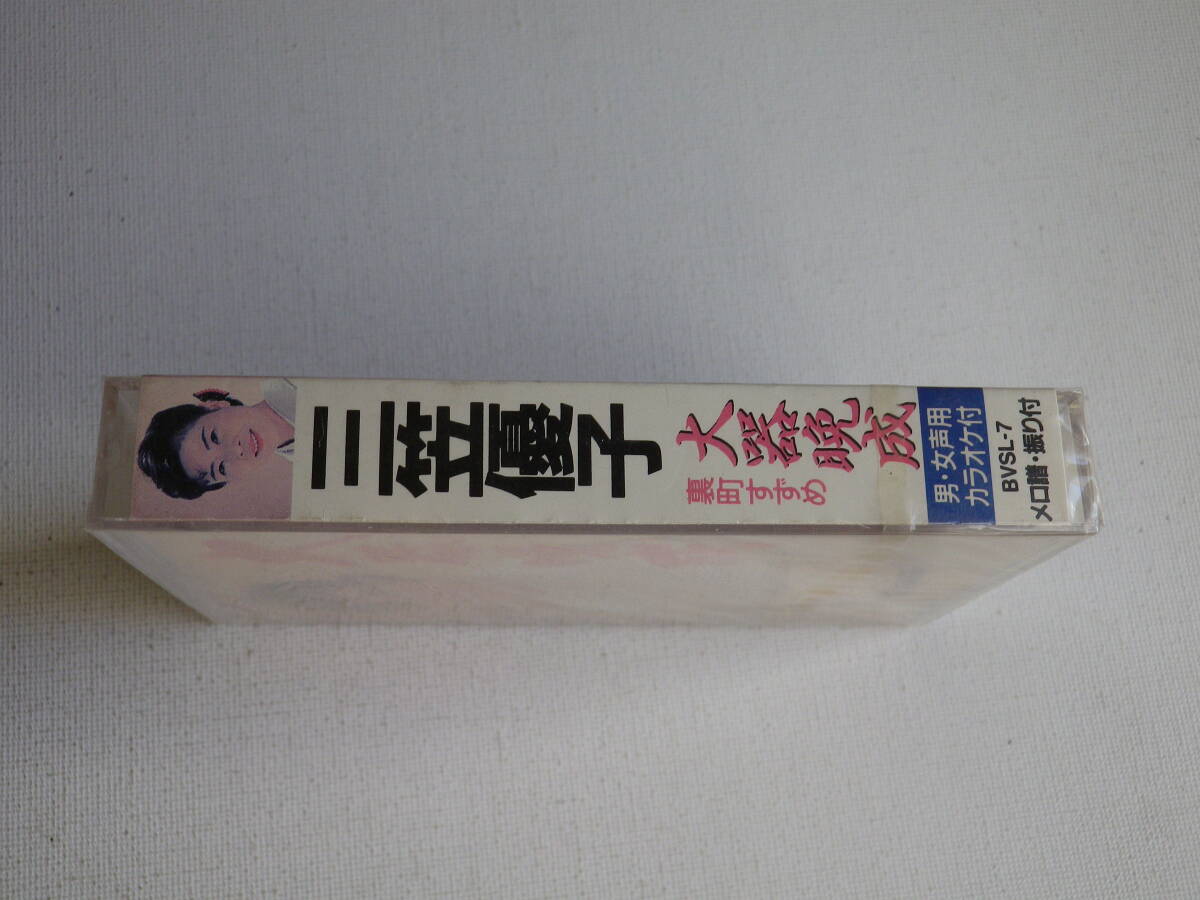 三笠優子
大器晩成
裏町すずめ
男・女声用
カラオケ付
BVSL-7
メロ譜・振り付